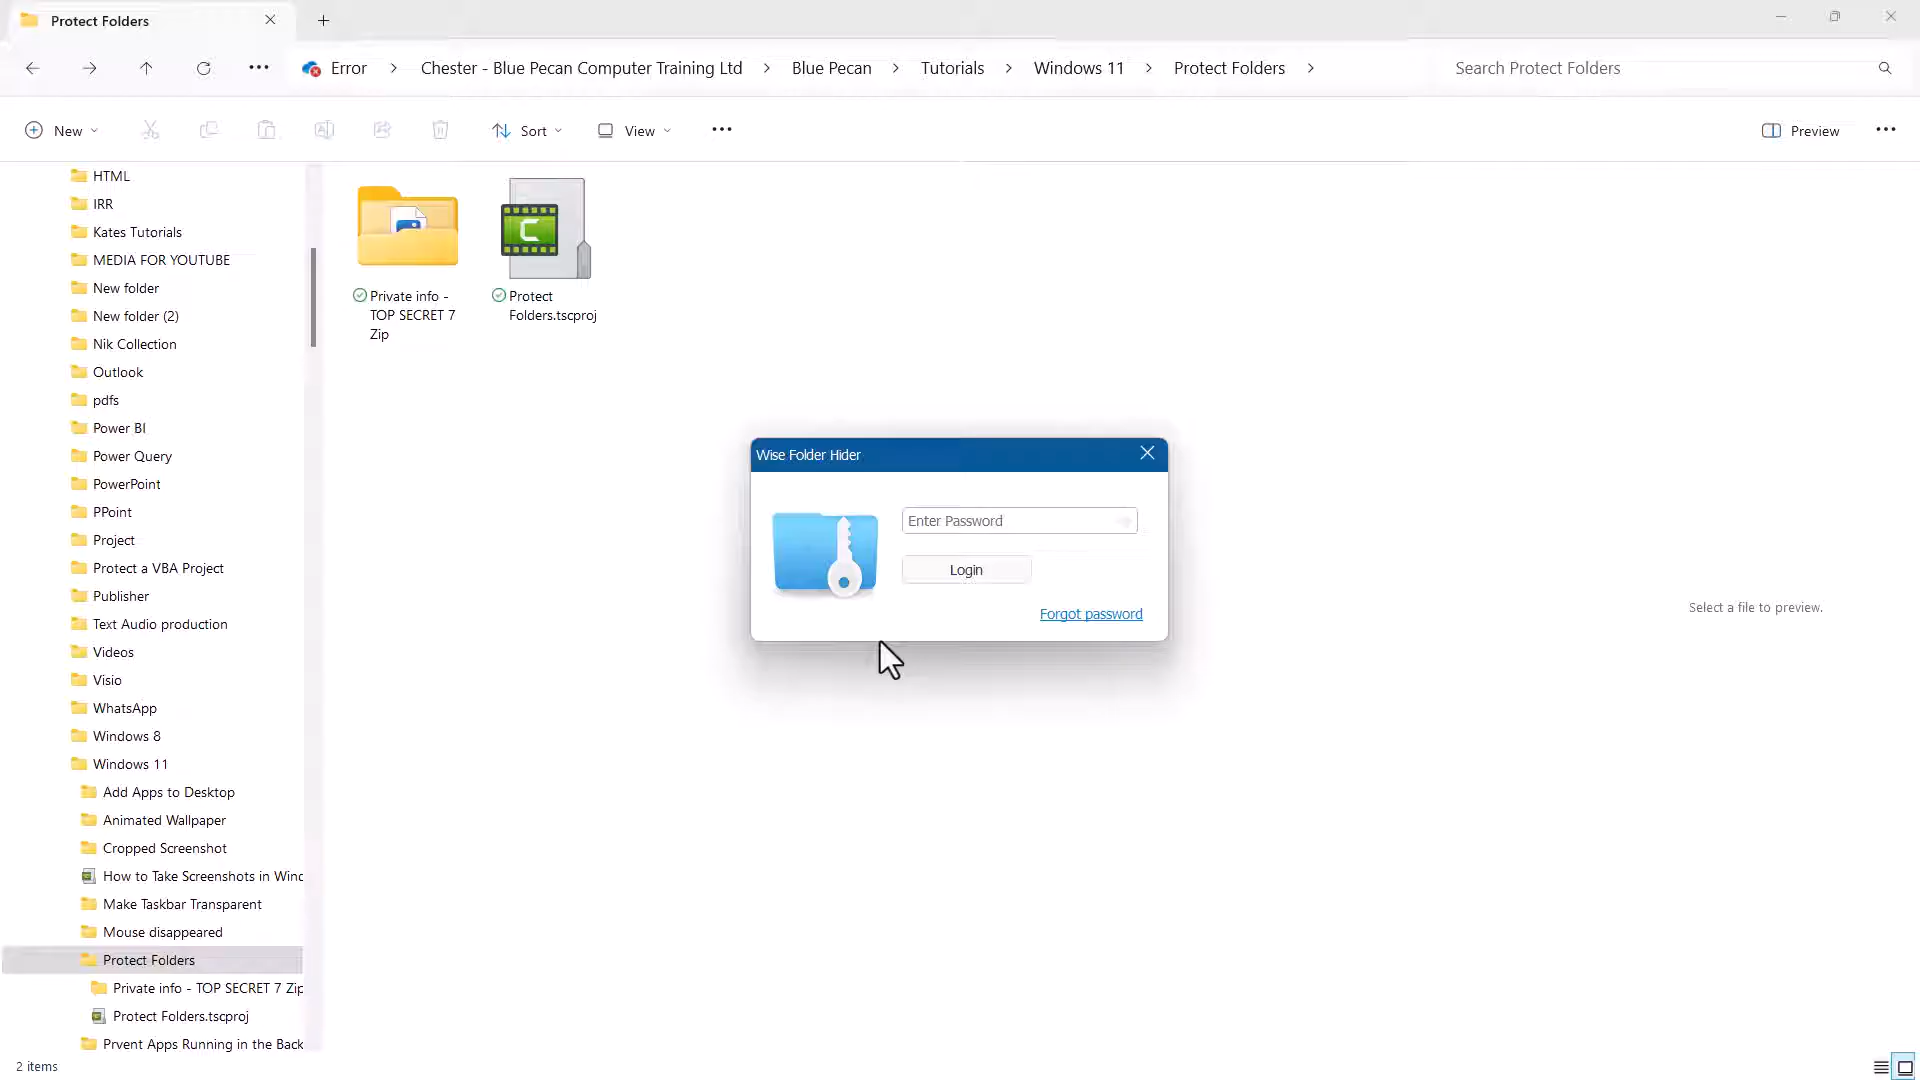 Protect Folders
Error
Chester - Blue Pecan Computer Training Ltd
Blue Pecan
Tutorials
Windows 11
Protect Folders
Search Protect Folders
New
Sort
View
Preview
HTML
IRR
Kates Tutorials
MEDIA FOR YOUTUBE
New folder
New folder (2)
Nik Collection
Outlook
pdfs
Power BI
Power Query
PowerPoint
PPoint
Project
Protect a VBA Project
Publisher
Text Audio production
Videos
Visio
WhatsApp
Windows 8
Windows 11
Add Apps to Desktop
Animated Wallpaper
Cropped Screenshot
How to Take Screenshots in Winc
Make Taskbar Transparent
Mouse disappeared
Protect Folders
Private info - TOP SECRET 7 Zip
Protect Folders.tscproj
Prvent Apps Running in the Back
Private info -
TOP SECRET 7
Zip
Protect
Folders.tscproj
Wise Folder Hider
Enter Password
Login
Forgot password
Select a file to preview.
2 items